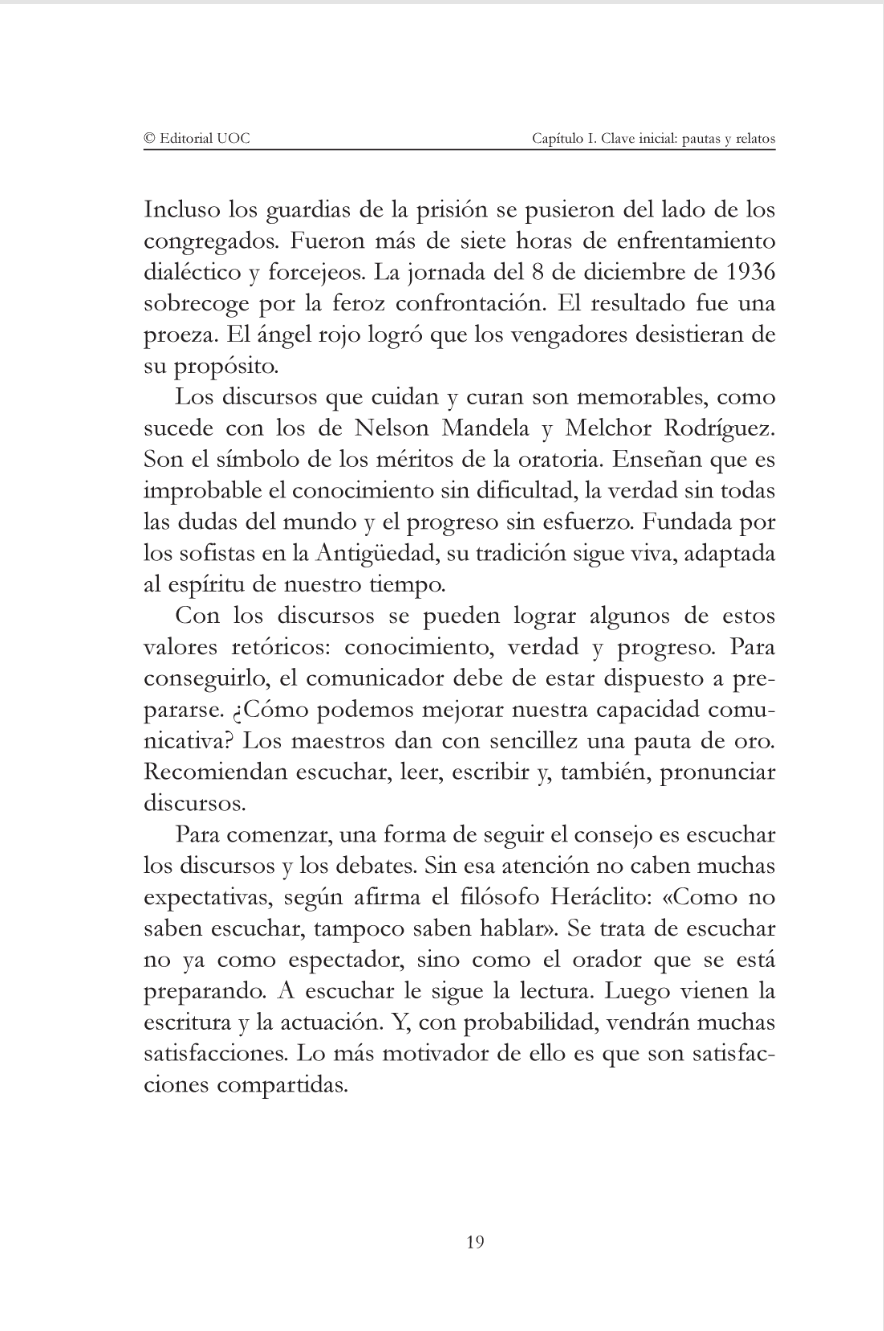 © Editorial UOC
Capítulo I. Clave inicial: pautas y relatos
Incluso los guardias de la prisión se pusieron del lado de los
congregados. Fueron más de siete horas de enfrentamiento
dialéctico y forcejeos. La jornada del 8 de diciembre de 1936
sobrecoge por la feroz confrontación. El resultado fue una
proeza. El ángel rojo logró que los vengadores desistieran de
su propósito.
Los discursos que cuidan y curan son memorables, como
sucede con los de Nelson Mandela y Melchor Rodríguez.
Son el símbolo de los méritos de la oratoria. Enseñan que es
improbable el conocimiento sin dificultad, la verdad sin todas
las dudas del mundo y el progreso sin esfuerzo. Fundada por
los sofistas en la Antigüedad, su tradición sigue viva, adaptada
al espíritu de nuestro tiempo.
Con los discursos se pueden lograr algunos de estos
valores retóricos: conocimiento, verdad y progreso. Para
conseguirlo, el comunicador debe de estar dispuesto a pre-
pararse. ¿Cómo podemos mejorar nuestra capacidad comu-
nicativa? Los maestros dan con sencillez una pauta de oro.
Recomiendan escuchar, leer, escribir y, también, pronunciar
discursos.
Para comenzar, una forma de seguir el consejo es escuchar
los discursos y los debates. Sin esa atención no caben muchas
expectativas, según afirma el filósofo Heráclito: «Como no
saben escuchar, tampoco saben hablar». Se trata de escuchar
no ya como espectador, sino como el orador que se está
preparando. A escuchar le sigue la lectura. Luego vienen la
escritura y la actuación. Y, con probabilidad, vendrán muchas
satisfacciones. Lo más motivador de ello es que son satisfac-
ciones compartidas.
19